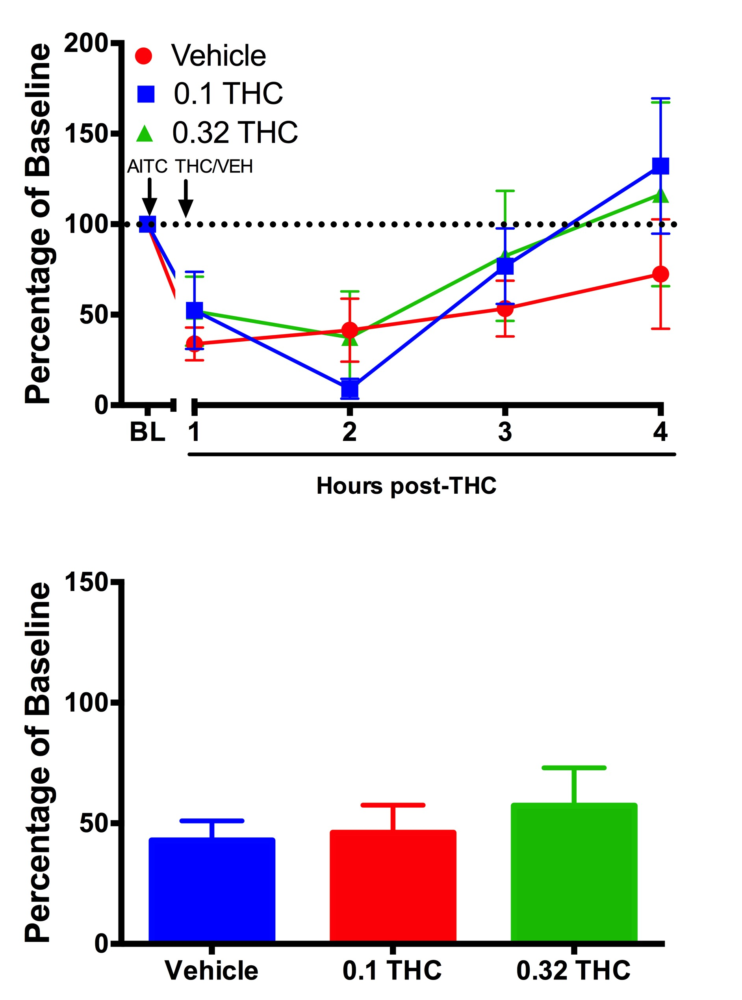 Percentage of Baseline
200
150
100
50
0
Vehicle
0.1 THC
0.32 THC
AITC THC/VEH
BL 1 2 3 4
Hours post-THC
Percentage of Baseline
150
100
50
0
Vehicle 0.1 THC 0.32 THC